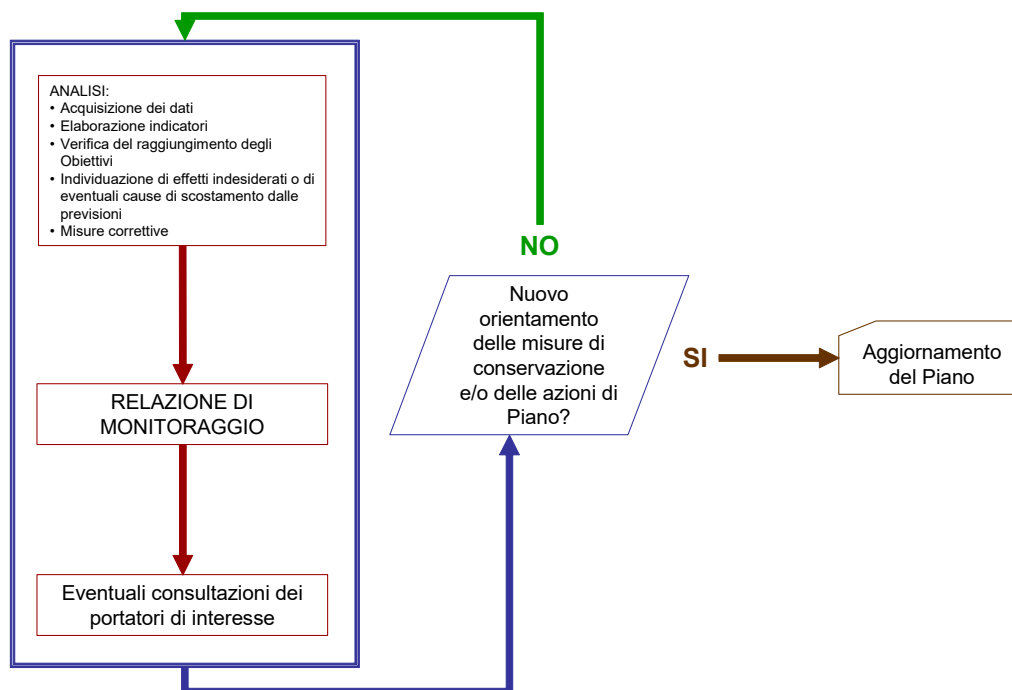 ANALISI:
• Acquisizione dei dati
• Elaborazione indicatori
• Verifica del raggiungimento degli
Obiettivi
• Individuazione di effetti indesiderati o di
eventuali cause di scostamento dalle
previsioni
• Misure correttive
RELAZIONE DI
MONITORAGGIO
Eventuali consultazioni dei
portatori di interesse
NO
Nuovo
orientamento
delle misure di
conservazione
e/o delle azioni di
Piano?
SI
Aggiornamento
del Piano